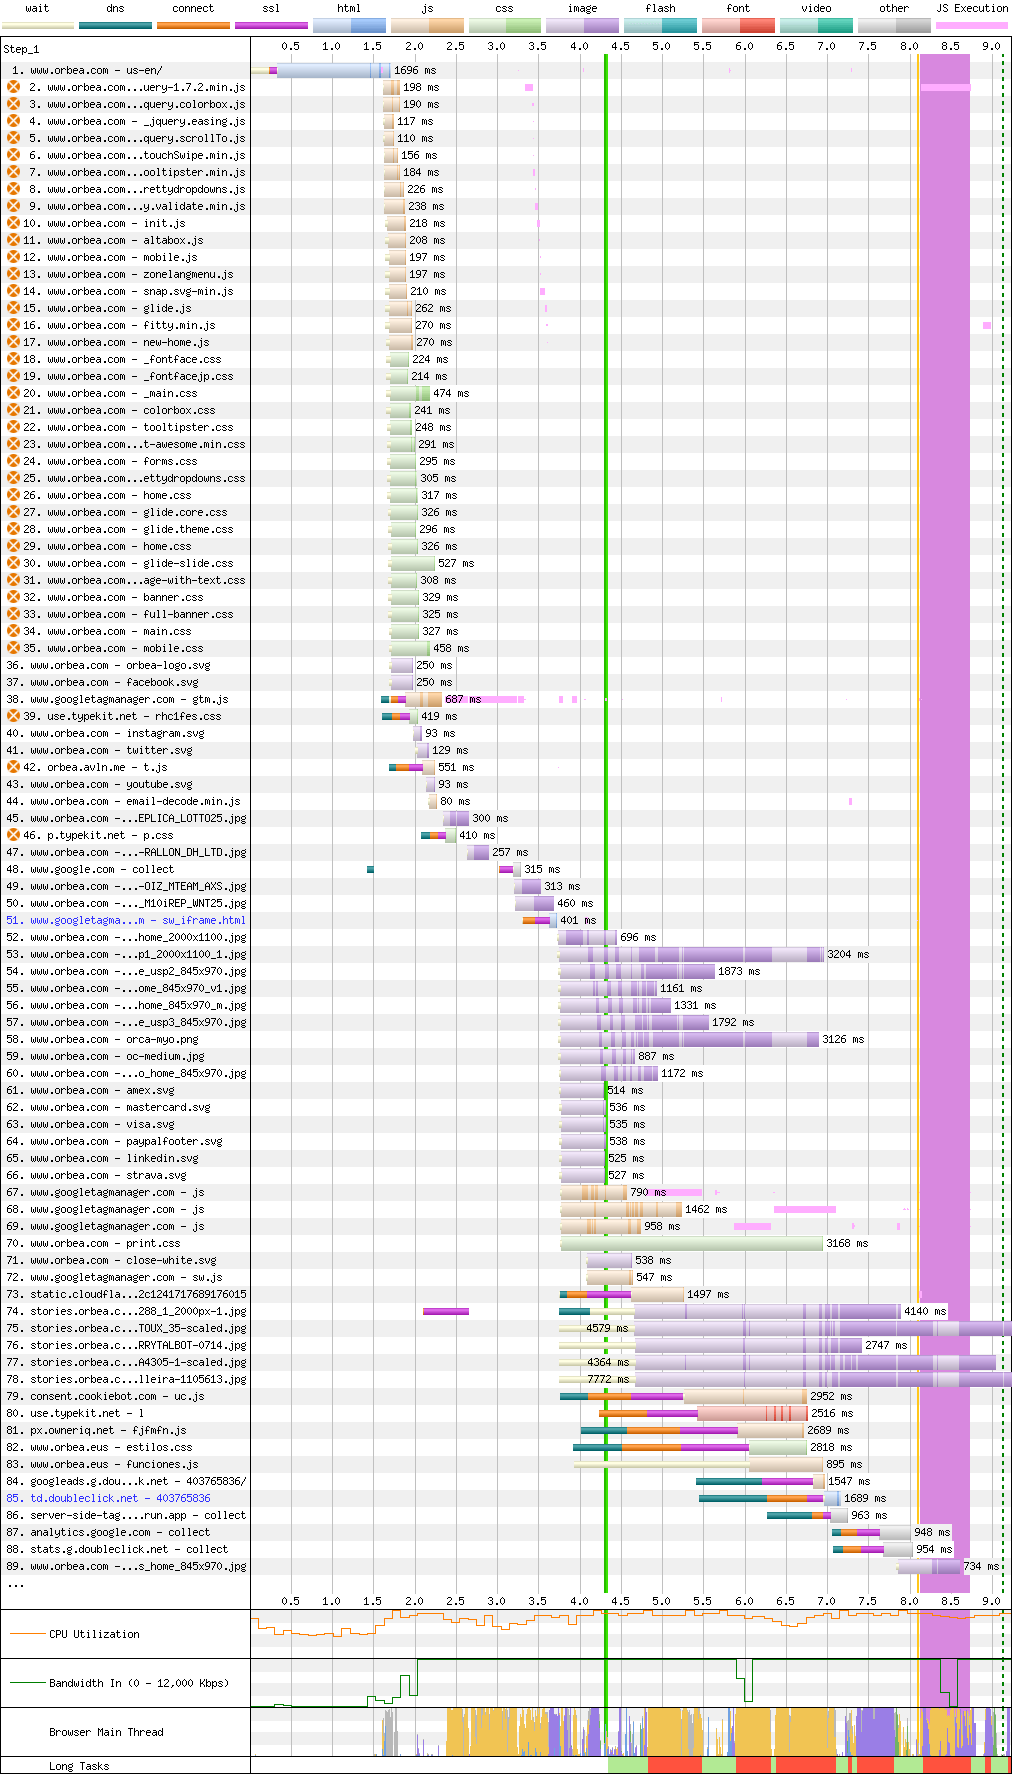 wait dns connect ssl html js css image flash font video other JS Execution
Step_1 0.5 1.0 1.5 2.0 2.5 3.0 3.5 4.0 4.5 5.0 5.5 6.0 6.5 7.0 7.5 8.0 8.5 9.0
1. www.orbea.com - us-en/ 1696 ms
2. www.orbea.com...uery-1.7.2.min.js 198 ms
3. www.orbea.com...query.colorbox.js 190 ms
4. www.orbea.com - _jquery.easing.js 117 ms
5. www.orbea.com...query.scrollTo.js 110 ms
6. www.orbea.com...touchSwipe.min.js 156 ms
7. www.orbea.com...ooltipster.min.js 184 ms
8. www.orbea.com...rettydropdowns.js 226 ms
9. www.orbea.com...y.validate.min.js 238 ms
10. www.orbea.com - init.js 218 ms
11. www.orbea.com - altabox.js 208 ms
12. www.orbea.com - mobile.js 197 ms
13. www.orbea.com - zonelangmenu.js 197 ms
14. www.orbea.com - snap.svg-min.js 210 ms
15. www.orbea.com - glide.js 262 ms
16. www.orbea.com - fitty.min.js 270 ms
17. www.orbea.com - new-home.js 270 ms
18. www.orbea.com - _fontface.css 224 ms
19. www.orbea.com - _fontfacejp.css 214 ms
20. www.orbea.com - _main.css 474 ms
21. www.orbea.com - colorbox.css 241 ms
22. www.orbea.com - tooltipster.css 248 ms
23. www.orbea.com...t-awesome.min.css 291 ms
24. www.orbea.com - forms.css 295 ms
25. www.orbea.com...ettydropdowns.css 305 ms
26. www.orbea.com - home.css 317 ms
27. www.orbea.com - glide.core.css 326 ms
28. www.orbea.com - glide.theme.css 296 ms
29. www.orbea.com - home.css 326 ms
30. www.orbea.com - glide-slide.css 527 ms
31. www.orbea.com...age-with-text.css 308 ms
32. www.orbea.com - banner.css 329 ms
33. www.orbea.com - full-banner.css 325 ms
34. www.orbea.com - main.css 327 ms
35. www.orbea.com - mobile.css 458 ms
36. www.orbea.com - orbea-logo.svg 250 ms
37. www.orbea.com - facebook.svg 250 ms
38. www.googletagmanager.com - gtm.js 687 ms
39. use.typekit.net - rhc1fes.css 419 ms
40. www.orbea.com - instagram.svg 93 ms
41. www.orbea.com - twitter.svg 129 ms
42. orbea.avln.me - t.js 551 ms
43. www.orbea.com - youtube.svg 93 ms
44. www.orbea.com - email-decode.min.js 80 ms
45. www.orbea.com -...EPLICA_LOTTO25.jpg 300 ms
46. p.typekit.net - p.css 410 ms
47. www.orbea.com -...-RALLON_DH_LTD.jpg 257 ms
48. www.google.com - collect 315 ms
49. www.orbea.com -...-OIZ_MTEAM_AXS.jpg 313 ms
50. www.orbea.com -..._M10iREP_WNT25.jpg 460 ms
51. www.googletagma...m - sw_iframe.html 401 ms
52. www.orbea.com -...home_2000x1100.jpg 696 ms
53. www.orbea.com -...p1_2000x1100_1.jpg 3204 ms
54. www.orbea.com -...e_usp2_845x970.jpg 1873 ms
55. www.orbea.com -...ome_845x970_v1.jpg 1161 ms
56. www.orbea.com -...home_845x970_m.jpg 1331 ms
57. www.orbea.com -...e_usp3_845x970.jpg 1792 ms
58. www.orbea.com - orca-myo.png 3126 ms
59. www.orbea.com - oc-medium.jpg 887 ms
60. www.orbea.com -...o_home_845x970.jpg 1172 ms
61. www.orbea.com - amex.svg 514 ms
62. www.orbea.com - mastercard.svg 536 ms
63. www.orbea.com - visa.svg 535 ms
64. www.orbea.com - paypalfooter.svg 538 ms
65. www.orbea.com - linkedin.svg 525 ms
66. www.orbea.com - strava.svg 527 ms
67. www.googletagmanager.com - js 790 ms
68. www.googletagmanager.com - js 1462 ms
69. www.googletagmanager.com - js 958 ms
70. www.orbea.com - print.css 3168 ms
71. www.orbea.com - close-white.svg 538 ms
72. www.googletagmanager.com - sw.js 547 ms
73. static.cloudfla...2c1241717689176015 1497 ms
74. stories.orbea.c...288_1_2000px-1.jpg 4140 ms
75. stories.orbea.c...TOUX_35-scaled.jpg 4579 ms
76. stories.orbea.c...RRYTALBOT-0714.jpg 2747 ms
77. stories.orbea.c...A4305-1-scaled.jpg 4364 ms
78. stories.orbea.c...lleira-1105613.jpg 7772 ms
79. consent.cookiebot.com - uc.js 2952 ms
80. use.typekit.net - l 2516 ms
81. px.owneriq.net - fjfmfn.js 2689 ms
82. www.orbea.eus - estilos.css 2818 ms
83. www.orbea.eus - funciones.js 895 ms
84. googleads.g.dou...k.net - 403765836/ 1547 ms
85. td.doubleclick.net - 403765836 1689 ms
86. server-side-tag....run.app - collect 963 ms
87. analytics.google.com - collect 948 ms
88. stats.g.doubleclick.net - collect 954 ms
89. www.orbea.com -...s_home_845x970.jpg 734 ms
...
0.5 1.0 1.5 2.0 2.5 3.0 3.5 4.0 4.5 5.0 5.5 6.0 6.5 7.0 7.5 8.0 8.5 9.0
CPU Utilization
Bandwidth In (0 - 12,000 Kbps)
Browser Main Thread
Long Tasks